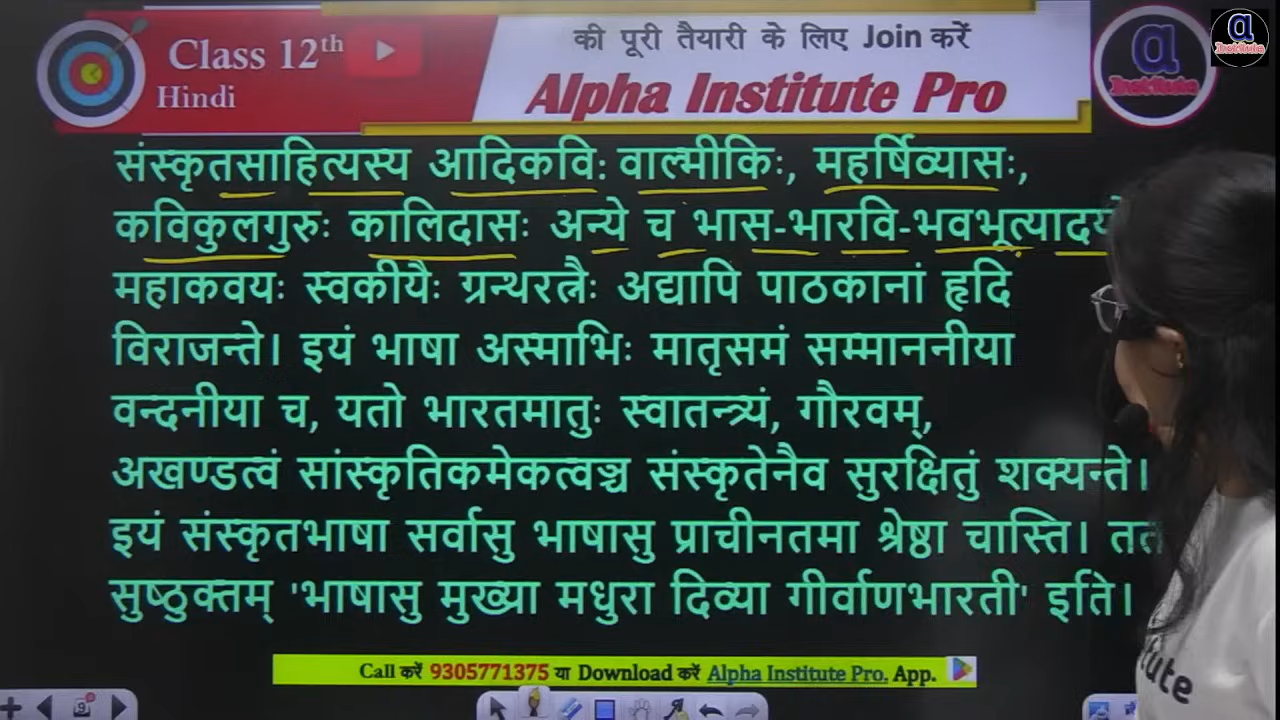 Class 12th
Hindi
की पूरी तैयारी के लिए Join करें
Alpha Institute Pro
α
Institute
α
Institute
संस्कृतसाहित्यस्य आदिकविः वाल्मीकिः, महर्षिव्यासः,
कविकुलगुरुः कालिदासः अन्ये च भास-भारवि-भवभूत्यादयो
महाकवयः स्वकीयैः ग्रन्थरत्नैः अद्यापि पाठकानां हृदि
विराजन्ते। इयं भाषा अस्माभिः मातृसमं सम्माननीया
वन्दनीया च, यतो भारतमातुः स्वातन्त्र्यं, गौरवम्,
अखण्डत्वं सांस्कृतिकमेकत्वञ्च संस्कृतेनैव सुरक्षितुं शक्यन्ते।
इयं संस्कृतभाषा सर्वासु भाषासु प्राचीनतमा श्रेष्ठा चास्ति। तत
सुष्ठुक्तम् 'भाषासु मुख्या मधुरा दिव्या गीर्वाणभारती' इर्ति।
Call करें 9305771375 या Download करें Alpha Institute Pro. App.